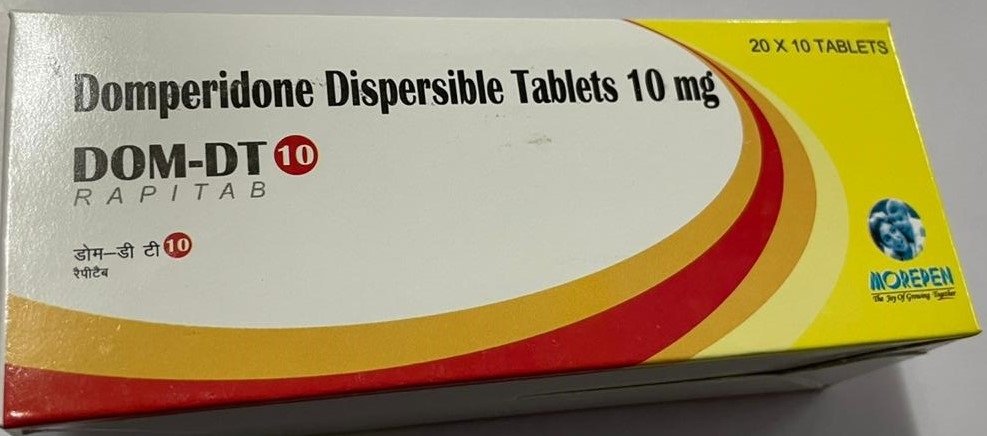 20 X 10 TABLETS
Domperidone Dispersible Tablets 10 mg
DOM-DT 10
RAPITAB
डोम-डी टी 10
रैपीटैब
MOREPEN
The Joy Of Growing Together